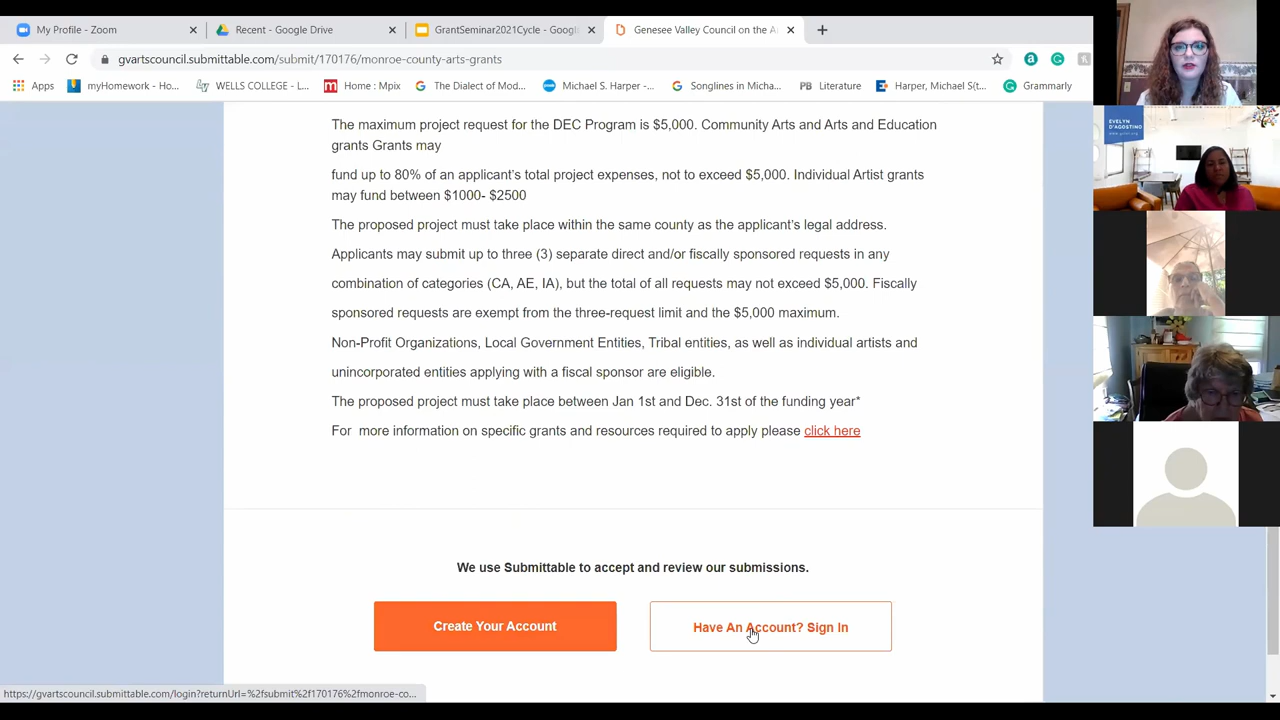 My Profile - Zoom
Recent - Google Drive
GrantSeminar2021Cycle - Googl
Genesee Valley Council on the A
gvartscouncil.submittable.com/submit/170176/monroe-county-arts-grants
Apps
myHomework - Ho...
WELLS COLLEGE - L...
Home : Mpix
The Dialect of Mod...
Michael S. Harper -...
Songlines in Micha...
PB Literature
Harper, Michael S(t...
Grammarly
EVELYN
D'AGOSTINO
The maximum project request for the DEC Program is $5,000. Community Arts and Arts and Education
grants Grants may
fund up to 80% of an applicant's total project expenses, not to exceed $5,000. Individual Artist grants
may fund between $1000- $2500
The proposed project must take place within the same county as the applicant's legal address.
Applicants may submit up to three (3) separate direct and/or fiscally sponsored requests in any
combination of categories (CA, AE, IA), but the total of all requests may not exceed $5,000. Fiscally
sponsored requests are exempt from the three-request limit and the $5,000 maximum.
Non-Profit Organizations, Local Government Entities, Tribal entities, as well as individual artists and
unincorporated entities applying with a fiscal sponsor are eligible.
The proposed project must take place between Jan 1st and Dec. 31st of the funding year*
For more information on specific grants and resources required to apply please click here
We use Submittable to accept and review our submissions.
Create Your Account
Have An Account? Sign In
https://gvartscouncil.submittable.com/login?returnUrl=%2fsubmit%2f170176%2fmonroe-co...